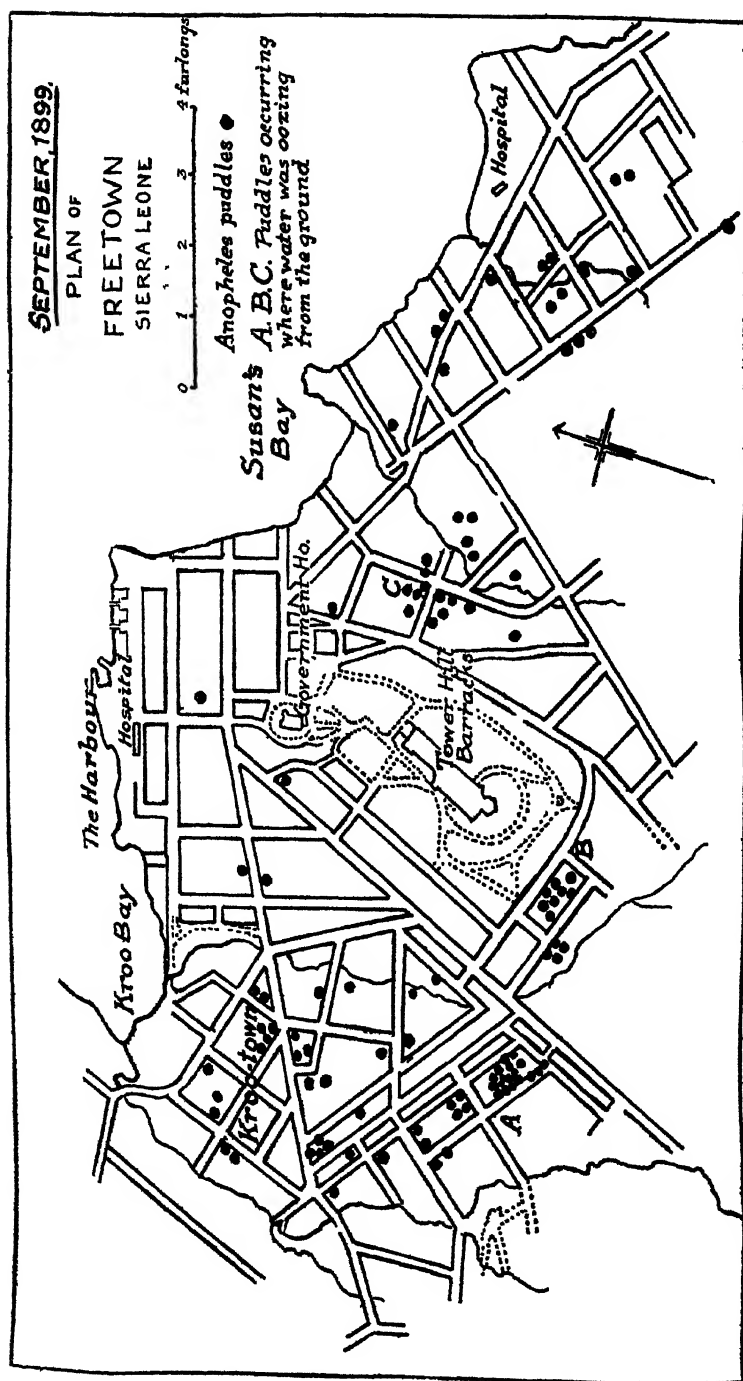 SEPTEMBER, 1899.
PLAN OF
FREETOWN
SIERRA LEONE
0 1 2 3 4 furlongs
Anopheles puddles
A. B. C. Puddles occurring
where water was oozing
from the ground
Susan's
Bay
Hospital
The Harbour
Hospital
Kroo Bay
Government Ho.
Tower Hill
Barracks
Krootown
A
B
C